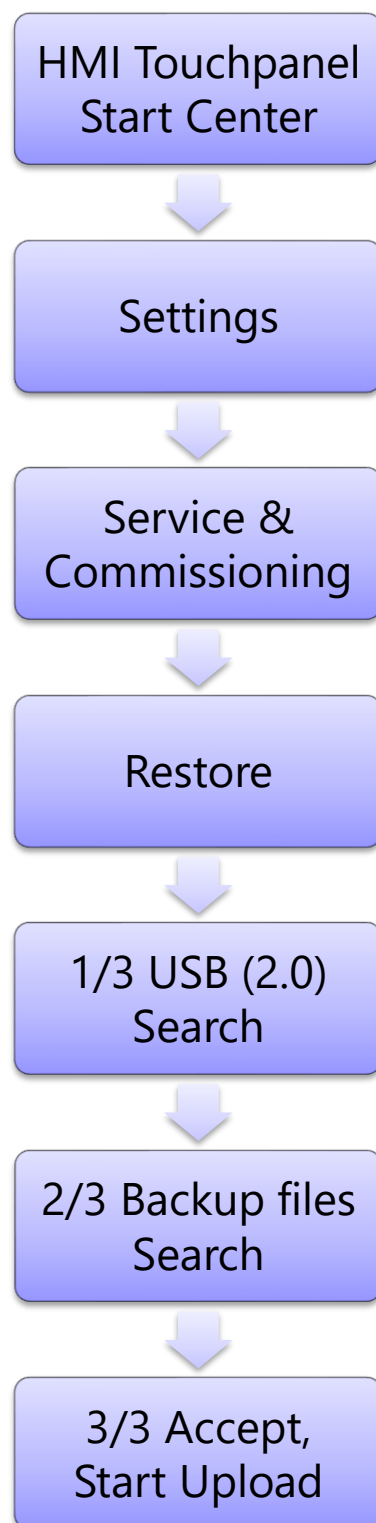 HMI Touchpanel
Start Center
Settings
Service &
Commissioning
Restore
1/3 USB (2.0)
Search
2/3 Backup files
Search
3/3 Accept,
Start Upload